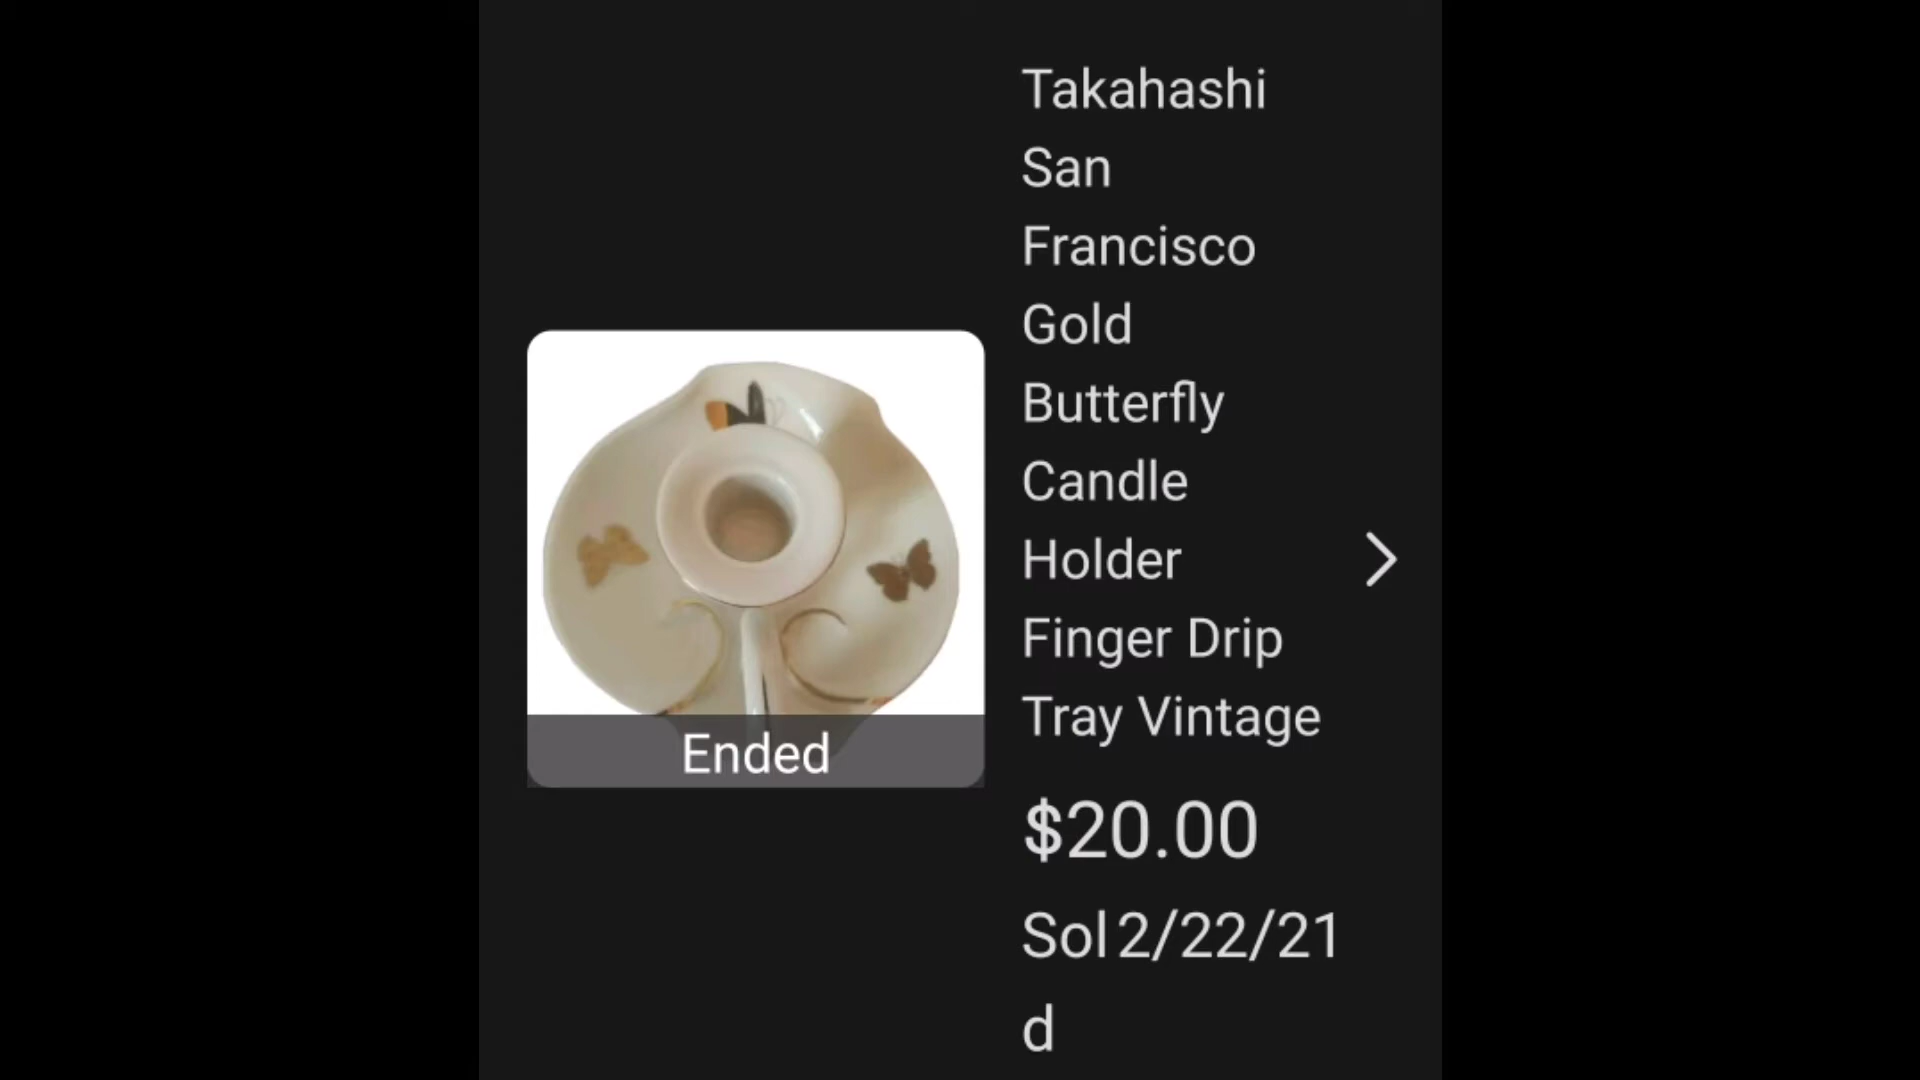 Takahashi
San
Francisco
Gold
Butterfly
Candle
Holder
Finger Drip
Tray Vintage
Ended
$20.00
Sol 2/22/21
d